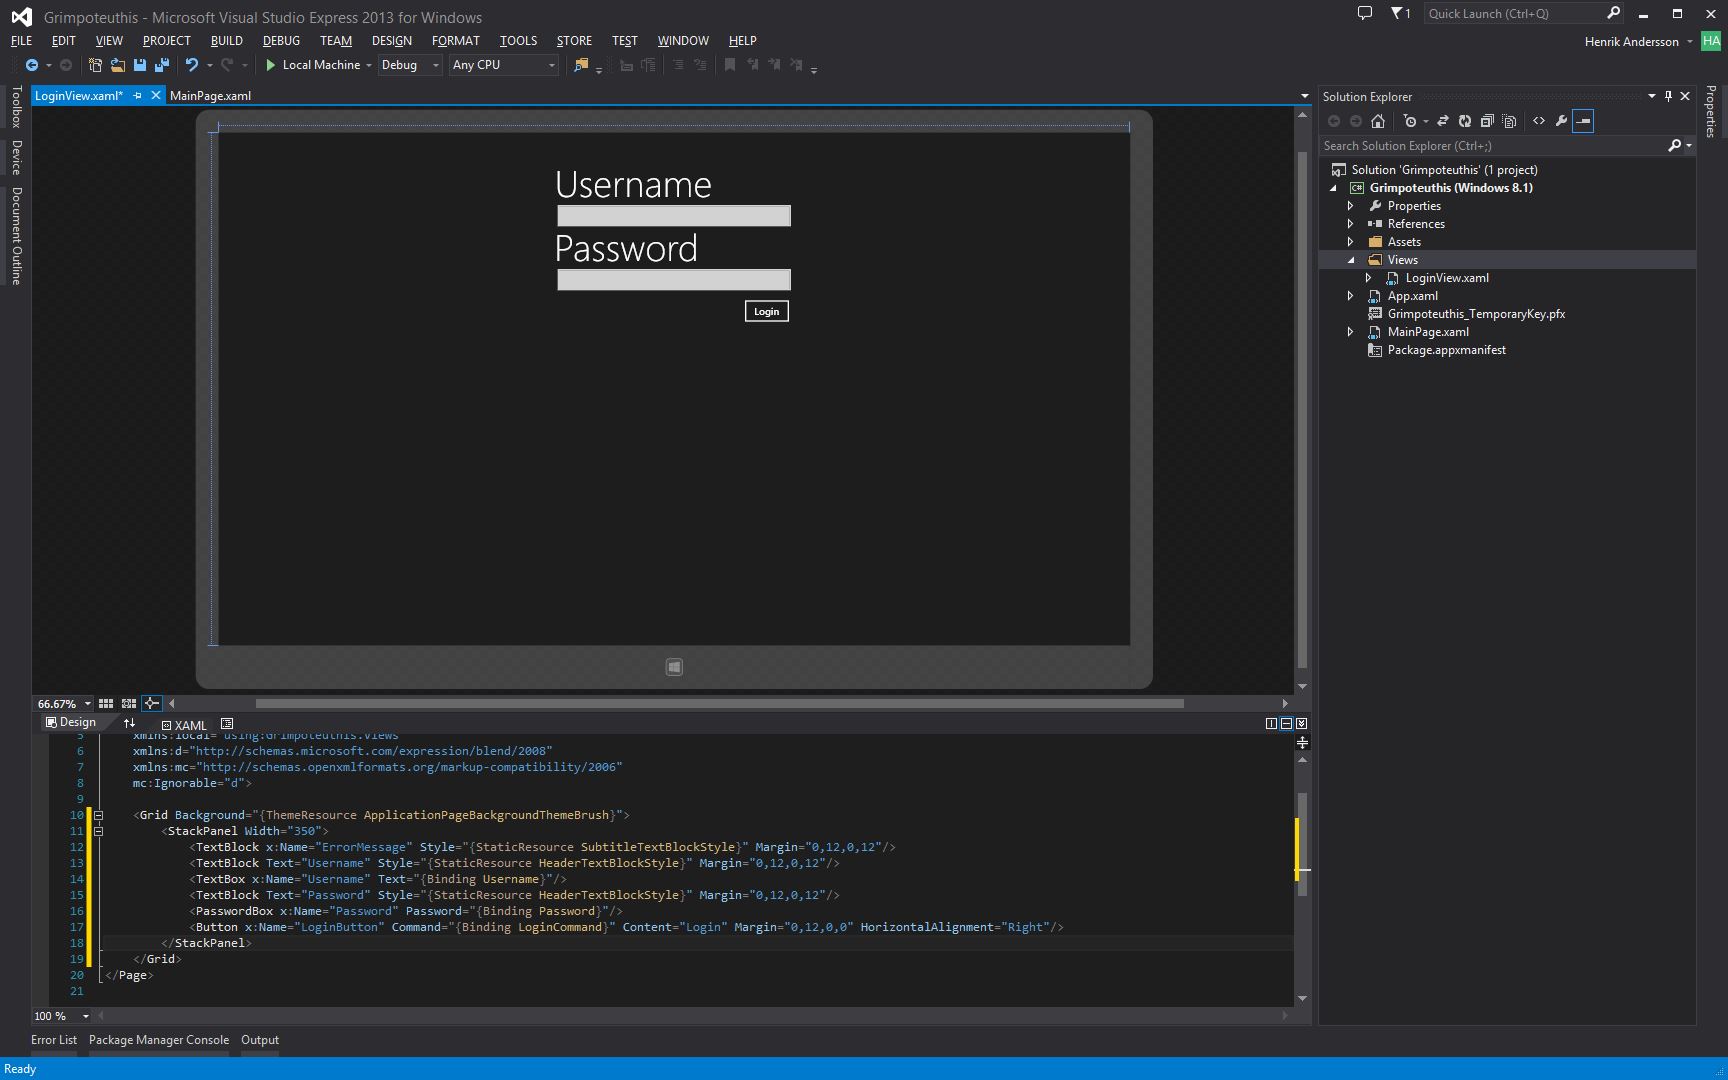 Grimpoteuthis - Microsoft Visual Studio Express 2013 for Windows
1
Quick Launch (Ctrl+Q)
FILE EDIT VIEW PROJECT BUILD DEBUG TEAM DESIGN FORMAT TOOLS STORE TEST WINDOW HELP
Henrik Andersson HA
Local Machine Debug Any CPU
LoginView.xaml* MainPage.xaml
Toolbox
Device
Document Outline
Username
Password
Login
66.67%
Design XAML
5 xmlns:local="using:Grimpoteuthis.Views"
6 xmlns:d="http://schemas.microsoft.com/expression/blend/2008"
7 xmlns:mc="http://schemas.openxmlformats.org/markup-compatibility/2006"
8 mc:Ignorable="d">
9
10 <Grid Background="{ThemeResource ApplicationPageBackgroundThemeBrush}">
11 <StackPanel Width="350">
12 <TextBlock x:Name="ErrorMessage" Style="{StaticResource SubtitleTextBlockStyle}" Margin="0,12,0,12"/>
13 <TextBlock Text="Username" Style="{StaticResource HeaderTextBlockStyle}" Margin="0,12,0,12"/>
14 <TextBox x:Name="Username" Text="{Binding Username}"/>
15 <TextBlock Text="Password" Style="{StaticResource HeaderTextBlockStyle}" Margin="0,12,0,12"/>
16 <PasswordBox x:Name="Password" Password="{Binding Password}"/>
17 <Button x:Name="LoginButton" Command="{Binding LoginCommand}" Content="Login" Margin="0,12,0,0" HorizontalAlignment="Right"/>
18 </StackPanel>
19 </Grid>
20 </Page>
21
100 %
Error List Package Manager Console Output
Ready
Solution Explorer
Search Solution Explorer (Ctrl+;)
Solution 'Grimpoteuthis' (1 project)
C# Grimpoteuthis (Windows 8.1)
Properties
References
Assets
Views
LoginView.xaml
App.xaml
Grimpoteuthis_TemporaryKey.pfx
MainPage.xaml
Package.appxmanifest
Properties